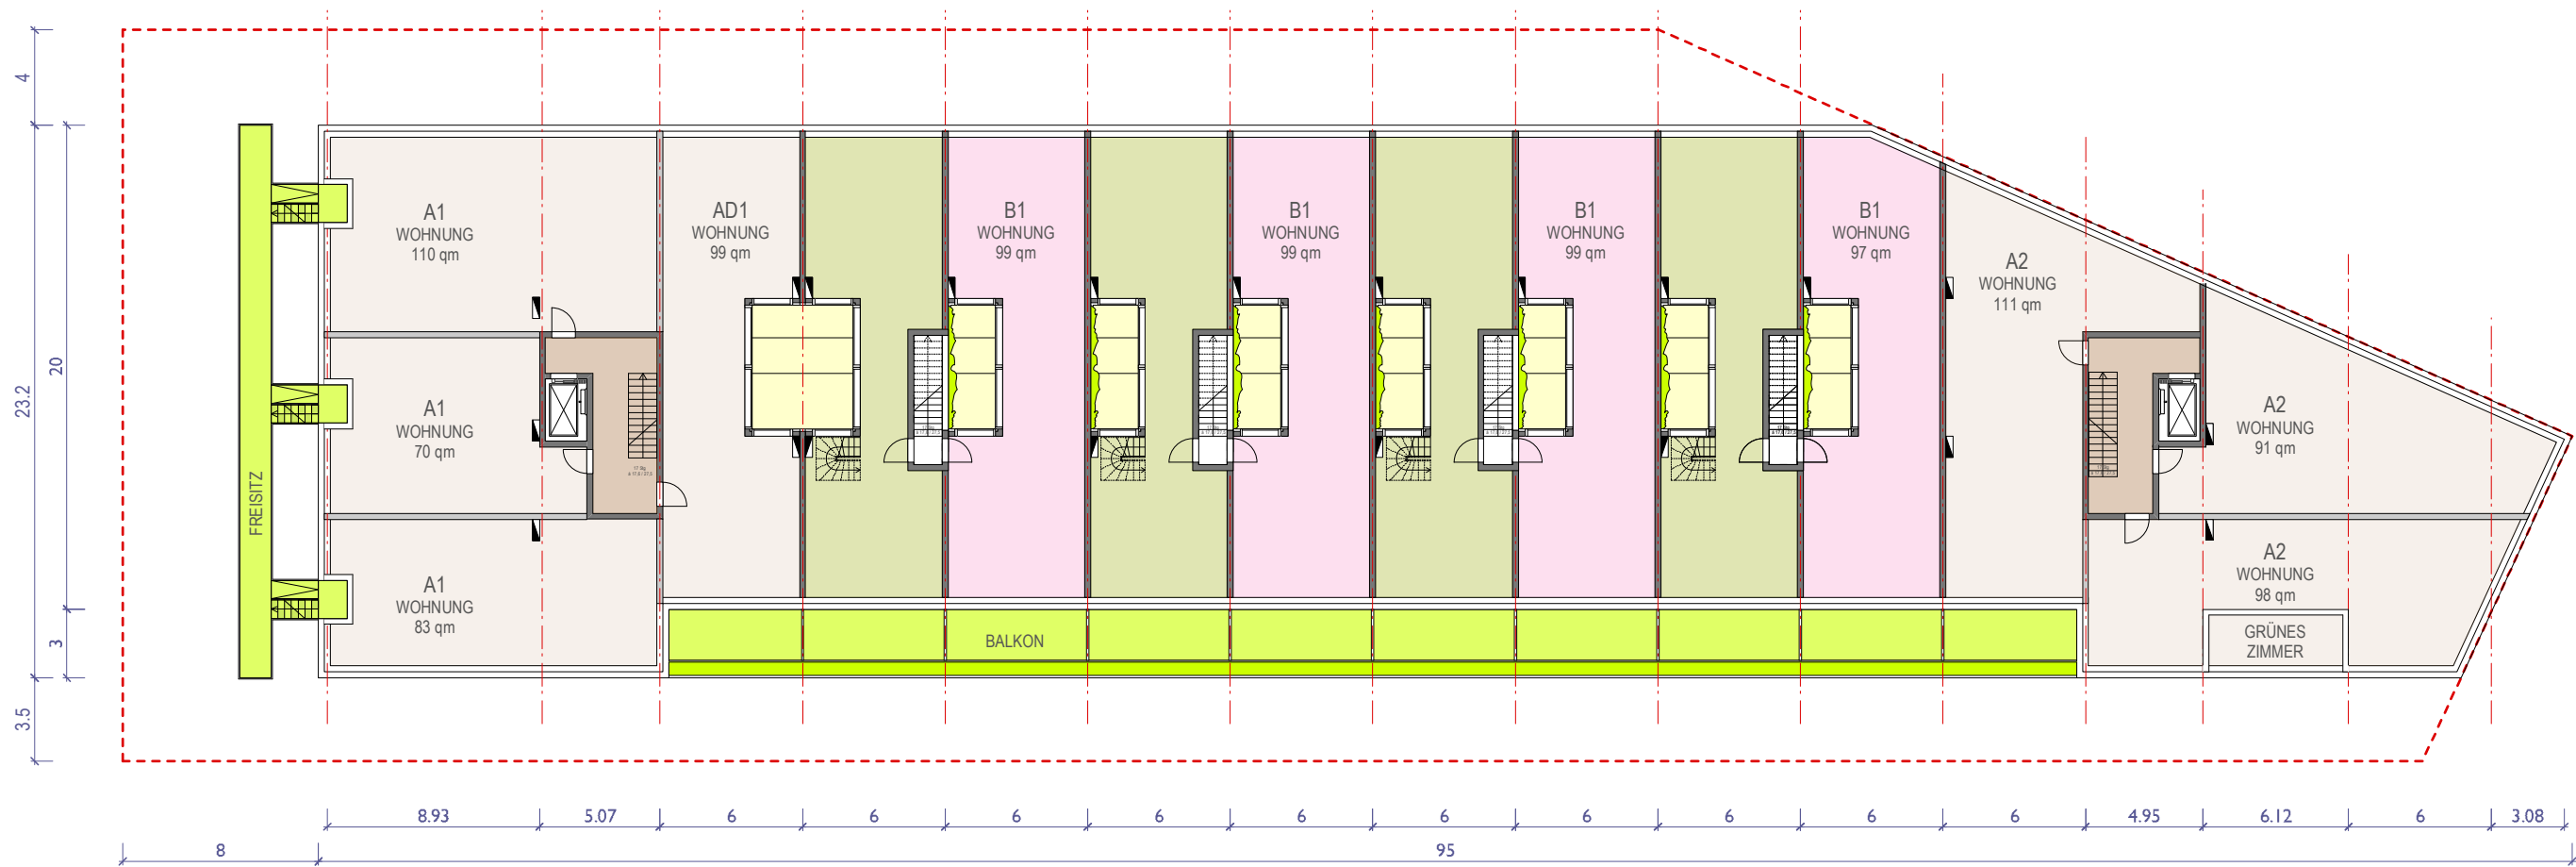 4
23.2
20
3
3.5
FREISITZ
A1
WOHNUNG
110 qm
A1
WOHNUNG
70 qm
A1
WOHNUNG
83 qm
AD1
WOHNUNG
99 qm
B1
WOHNUNG
99 qm
B1
WOHNUNG
99 qm
B1
WOHNUNG
99 qm
B1
WOHNUNG
97 qm
A2
WOHNUNG
111 qm
A2
WOHNUNG
91 qm
A2
WOHNUNG
98 qm
GRÜNES
ZIMMER
BALKON
8.93 5.07 6 6 6 6 6 6 6 6 6 6 4.95 6.12 6 3.08
8 95